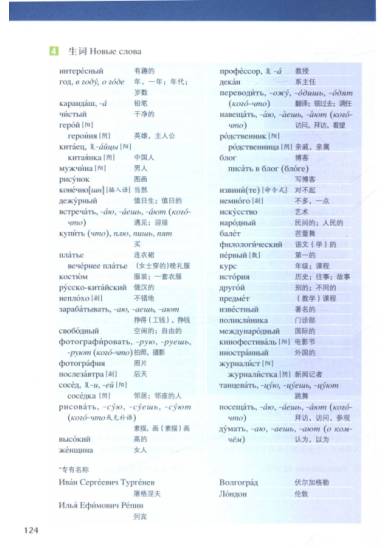 4 生词 Новые слова
интере́сный 有趣的
год, в году́, о го́де 年，一年；年代；
岁数
каранда́ш, -а́ 铅笔
чи́стый 干净的
геро́й [阳]
герои́ня [阴] 英雄，主人公
кита́ец, 复 -а́йцы [阳]
китая́нка [阴] 中国人
мужчи́на [阳] 男人
рису́нок 图画
коне́чно[шн] [插入语] 当然
дежу́рный 值日生；值日的
встреча́ть, -а́ю, -а́ешь, -а́ют (кого́-
что) 遇见；迎接
купи́ть (что), плю, пишь, пят
买
пла́тье 连衣裙
вече́рнее пла́тье (女士穿的)晚礼服
костю́м 服装；一套衣服
ру́сско-кита́йский 俄汉的
непло́хо [副] 不错地
зараба́тывать, -аю, -аешь, -ают
挣得（工钱），挣钱
свобо́дный 空闲的；自由的
фотографи́ровать, -рую, -руешь,
-руют (кого́-что) 拍照，摄影
фотогра́фия 照片
послеза́втра [副] 后天
сосе́д, 复 -и, -ей [阳]
сосе́дка [阴] 邻居；邻座的人
рисова́ть, -су́ю, -су́ешь, -су́ют
(кого́-что 或无补语)
素描，画（素描）画
высо́кий 高的
же́нщина 女人
профе́ссор, 复 -а́ 教授
дека́н 系主任
переводи́ть, -ожу́, -о́дишь, -о́дят
(кого́-что) 翻译；领过去；调任
навеща́ть, -а́ю, -а́ешь, -а́ют (кого́-
что) 访问，拜访，看望
ро́дственник [阳]
ро́дственница [阴] 亲戚，亲属
блог 博客
писа́ть в блог (бло́ге)
写博客
извини́(те) [命令式] 对不起
немно́го [副] 不多，一点
иску́сство 艺术
наро́дный 民间的；人民的
бале́т 芭蕾舞
филологи́ческий 语文（学）的
пе́рвый [数] 第一的
курс 年级；课程
исто́рия 历史；往事；故事
друго́й 别的；不同的
предме́т （教学）课程
изве́стный 著名的
поликли́ника 门诊部
междунаро́дный 国际的
кинофестива́ль [阳] 电影节
иностра́нный 外国的
журнали́ст [阳]
журнали́стка [阴] 新闻记者
танцева́ть, -цу́ю, -цу́ешь, -цу́ют
跳舞
посеща́ть, -а́ю, -а́ешь, -а́ют (кого́-
что) 拜访，访问，参观
ду́мать, -аю, -аешь, -ают (о ком-
чём) 认为，以为
*专有名称
Ива́н Серге́евич Турге́нев
屠格涅夫
Илья́ Ефи́мович Ре́пин
列宾
Волгогра́д 伏尔加格勒
Ло́ндон 伦敦
124